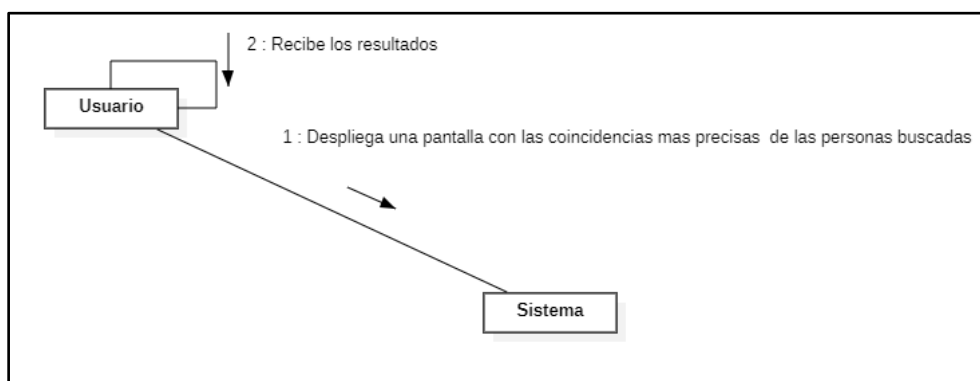 2 : Recibe los resultados
Usuario
1 : Despliega una pantalla con las coincidencias mas precisas de las personas buscadas
Sistema